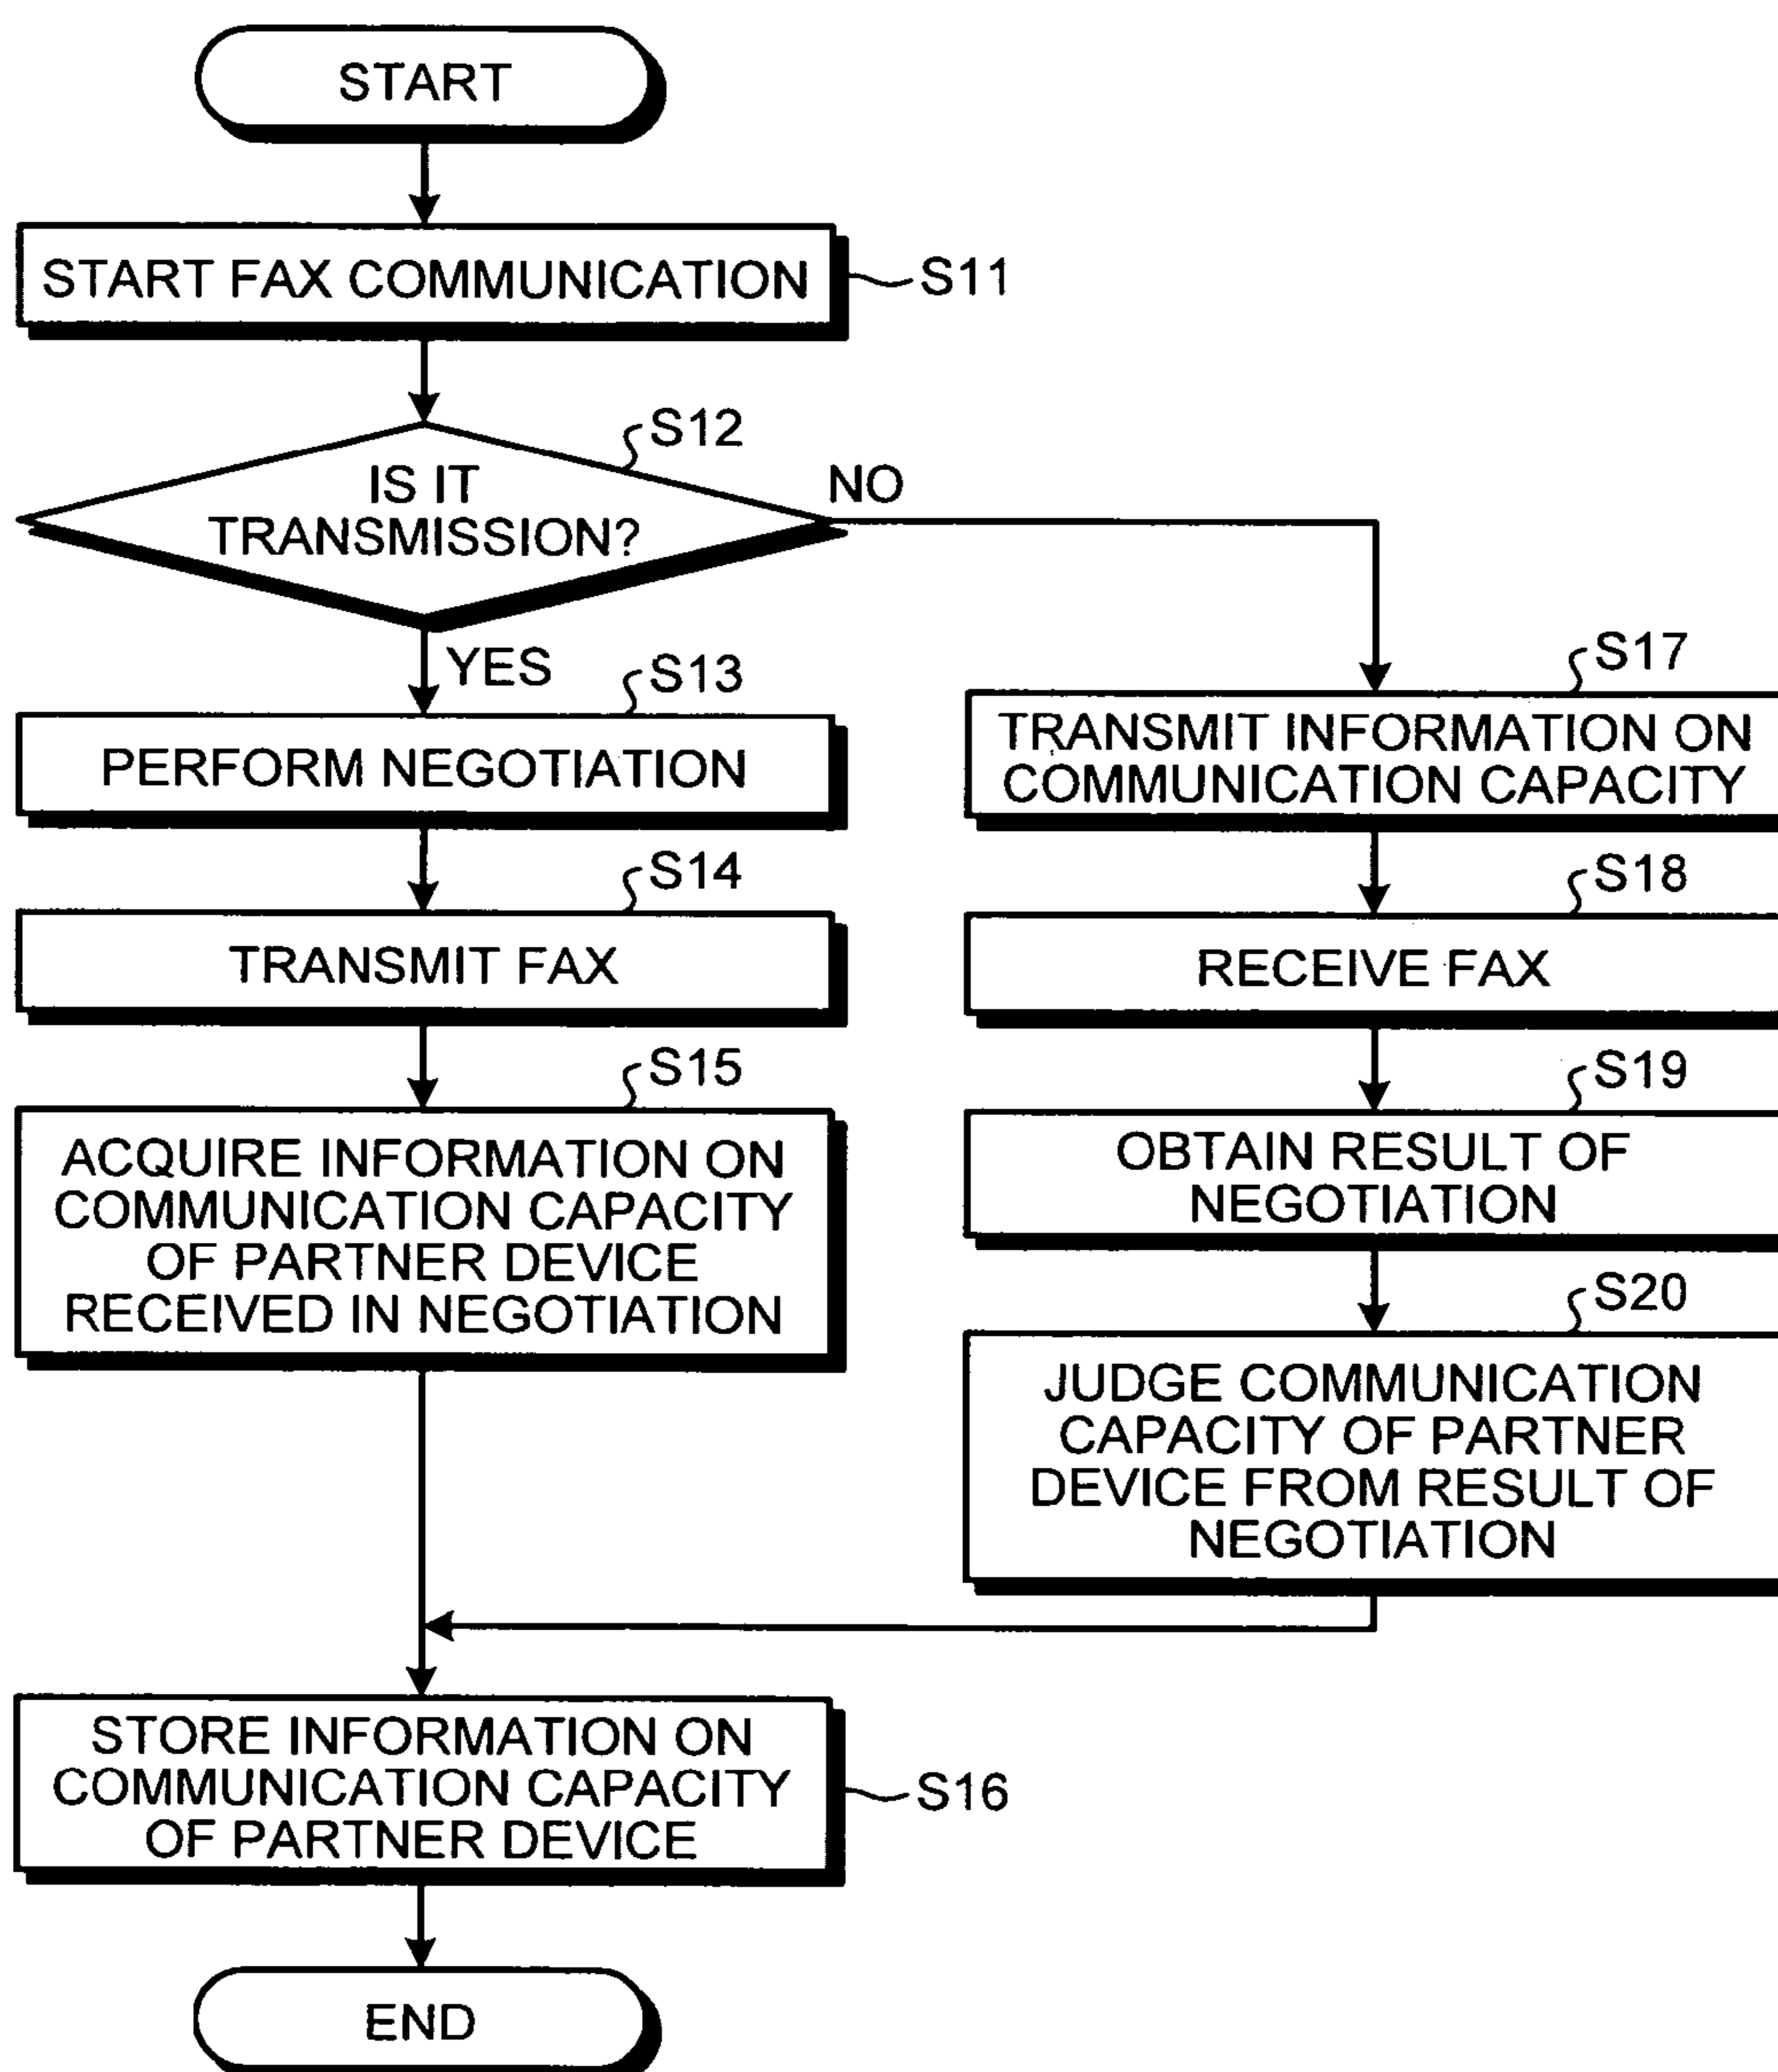 START
START FAX COMMUNICATION
S11
S12
IS IT
TRANSMISSION?
NO
YES
S13
PERFORM NEGOTIATION
S14
TRANSMIT FAX
S15
ACQUIRE INFORMATION ON
COMMUNICATION CAPACITY
OF PARTNER DEVICE
RECEIVED IN NEGOTIATION
S17
TRANSMIT INFORMATION ON
COMMUNICATION CAPACITY
S18
RECEIVE FAX
S19
OBTAIN RESULT OF
NEGOTIATION
S20
JUDGE COMMUNICATION
CAPACITY OF PARTNER
DEVICE FROM RESULT OF
NEGOTIATION
STORE INFORMATION ON
COMMUNICATION CAPACITY
OF PARTNER DEVICE
S16
END